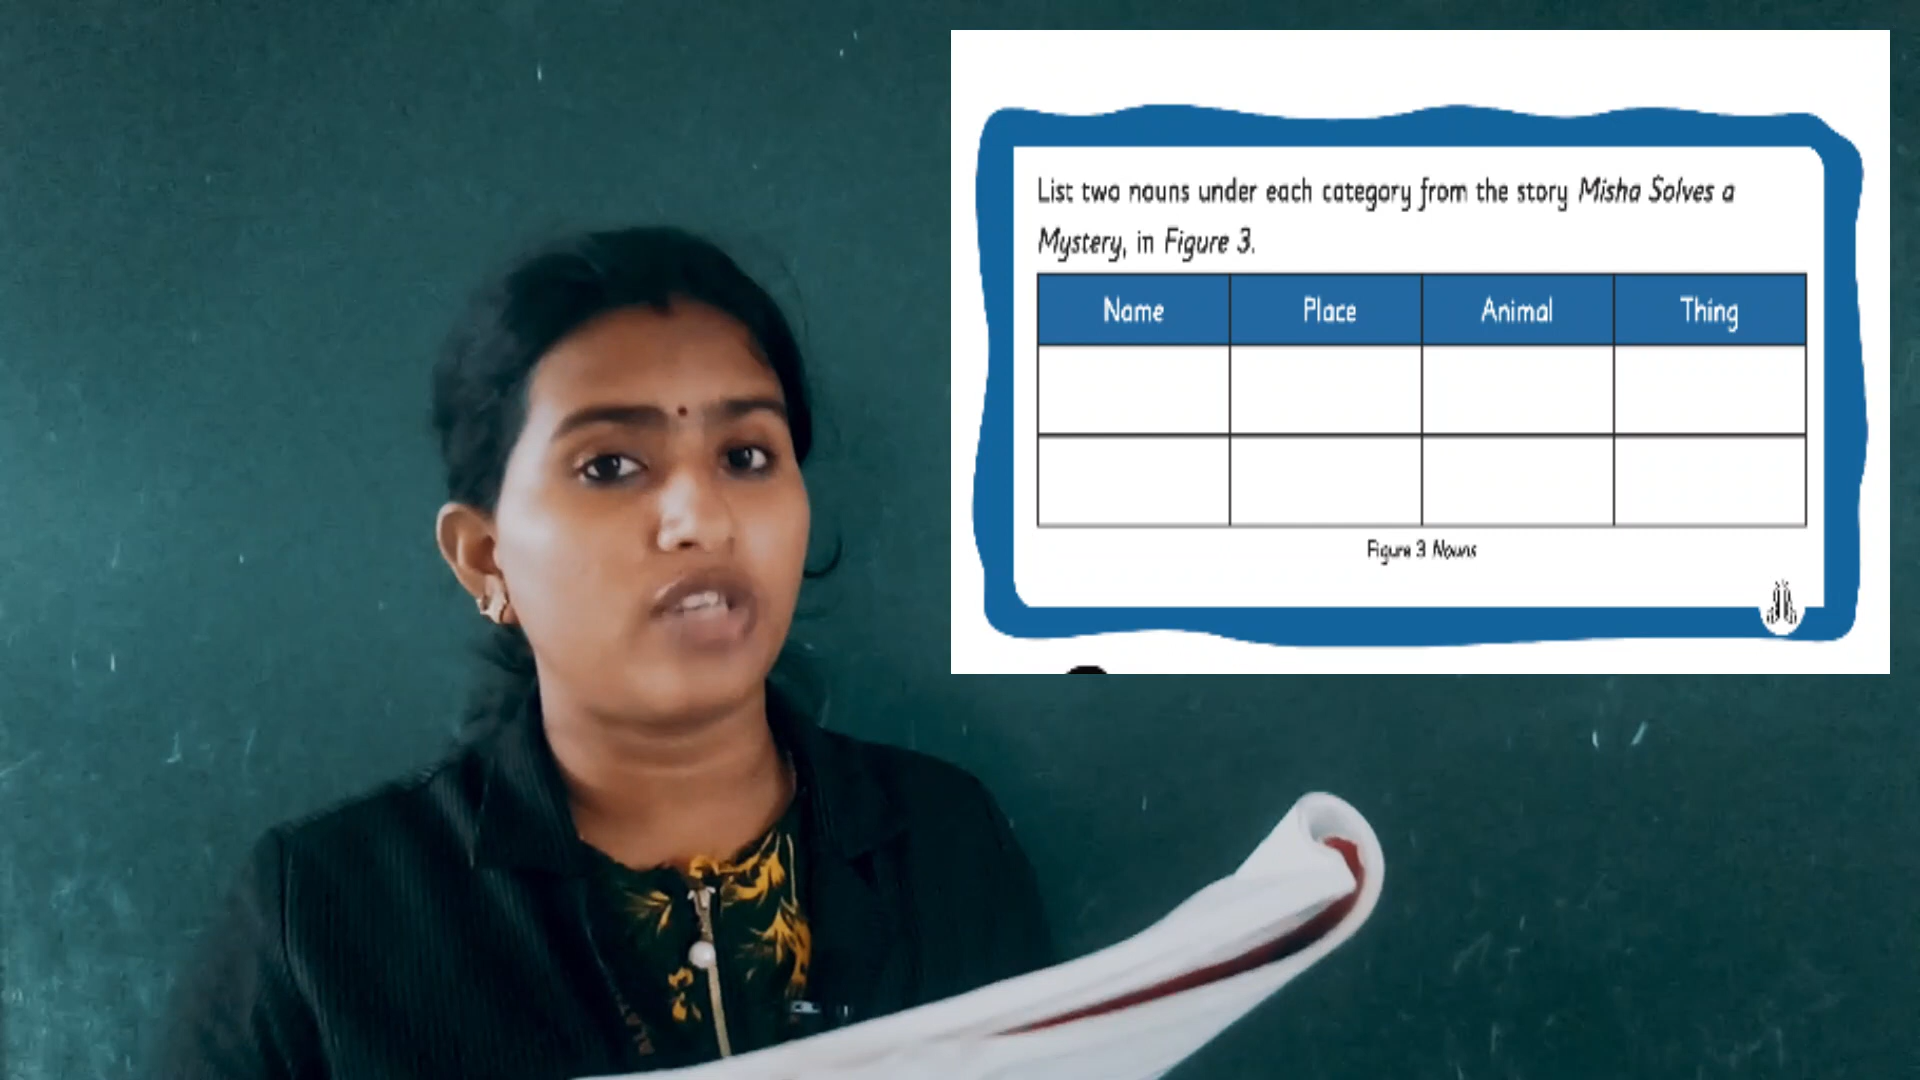 List two nouns under each category from the story Misha Solves a
Mystery, in Figure 3.
Name Place Animal Thing
Figure 3 Nouns